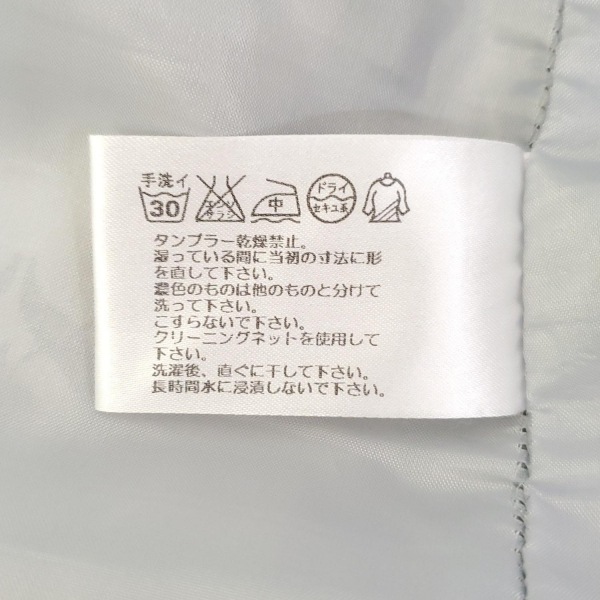 手洗イ
30
エンソ
サラシ
中
ドライ
セキユ系
タンブラー乾燥禁止。
湿っている間に当初の寸法に形
を直して下さい。
濃色のものは他のものと分けて
洗って下さい。
こすらないで下さい。
クリーニングネットを使用して
下さい。
洗濯後、直ぐに干して下さい。
長時間水に浸漬しないで下さい。